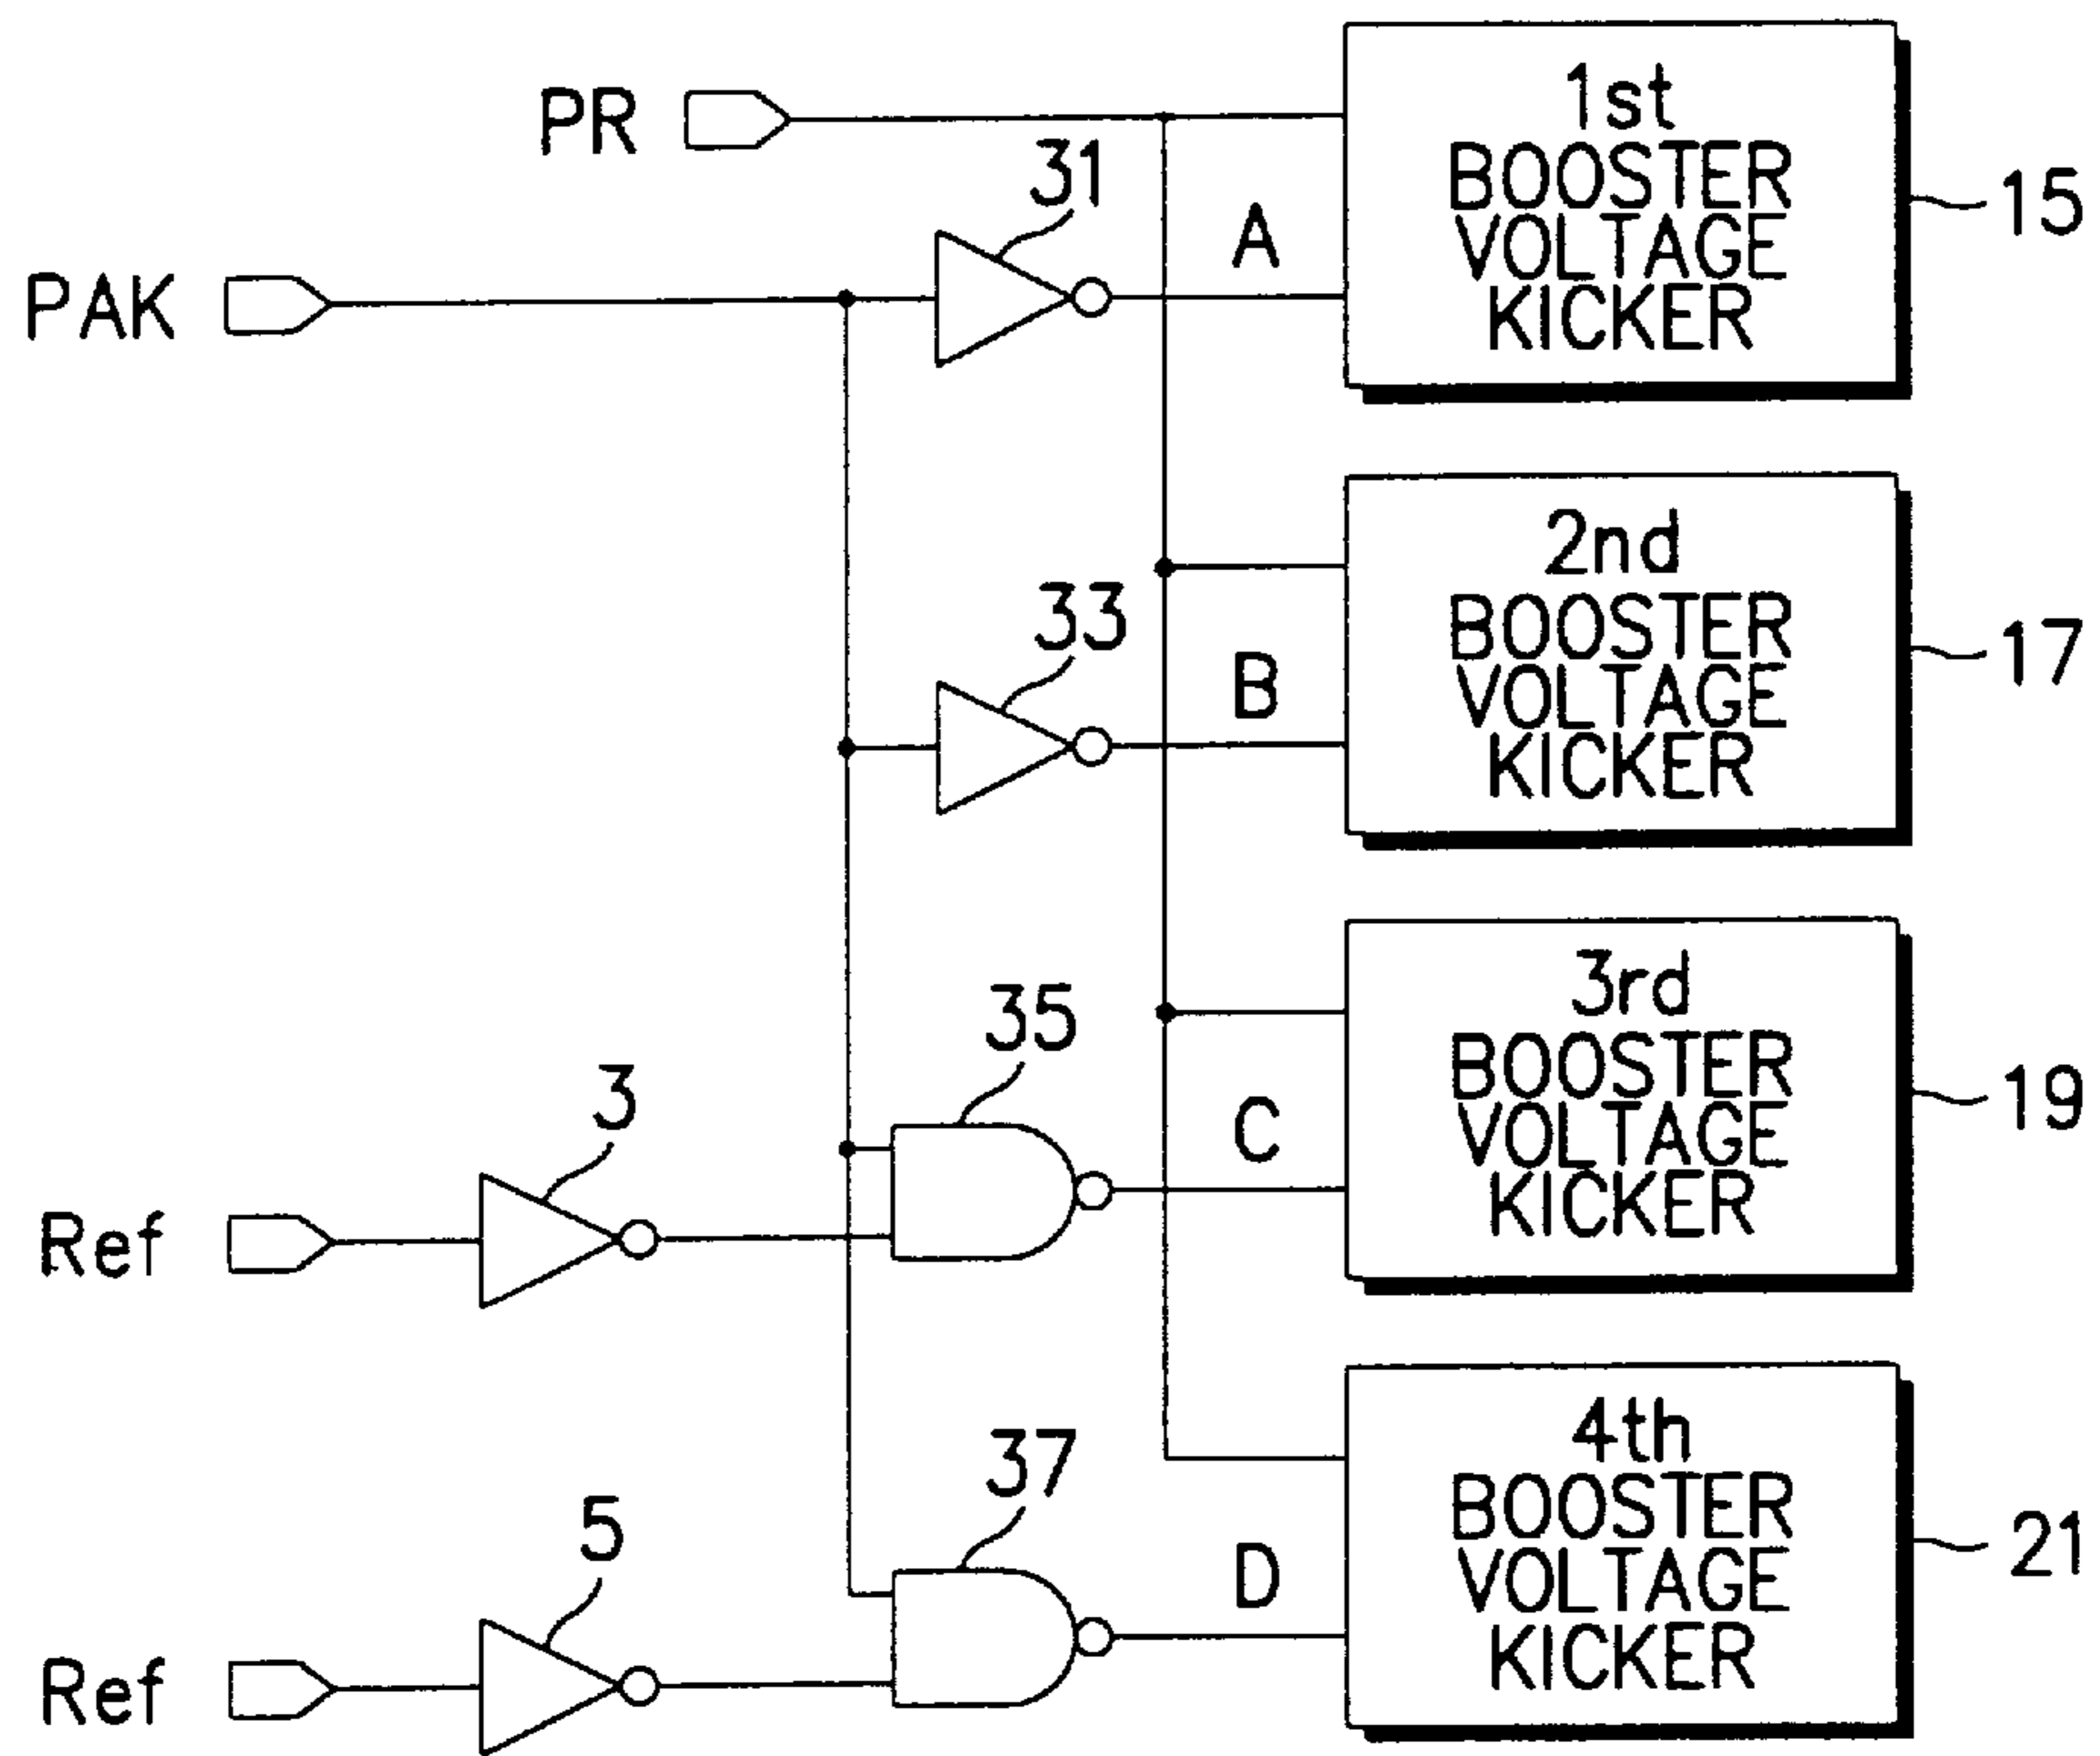 PR
31
A
1st
BOOSTER
VOLTAGE
KICKER
15
PAK
33
B
2nd
BOOSTER
VOLTAGE
KICKER
17
35
3
C
3rd
BOOSTER
VOLTAGE
KICKER
19
Ref
37
5
D
4th
BOOSTER
VOLTAGE
KICKER
21
Ref